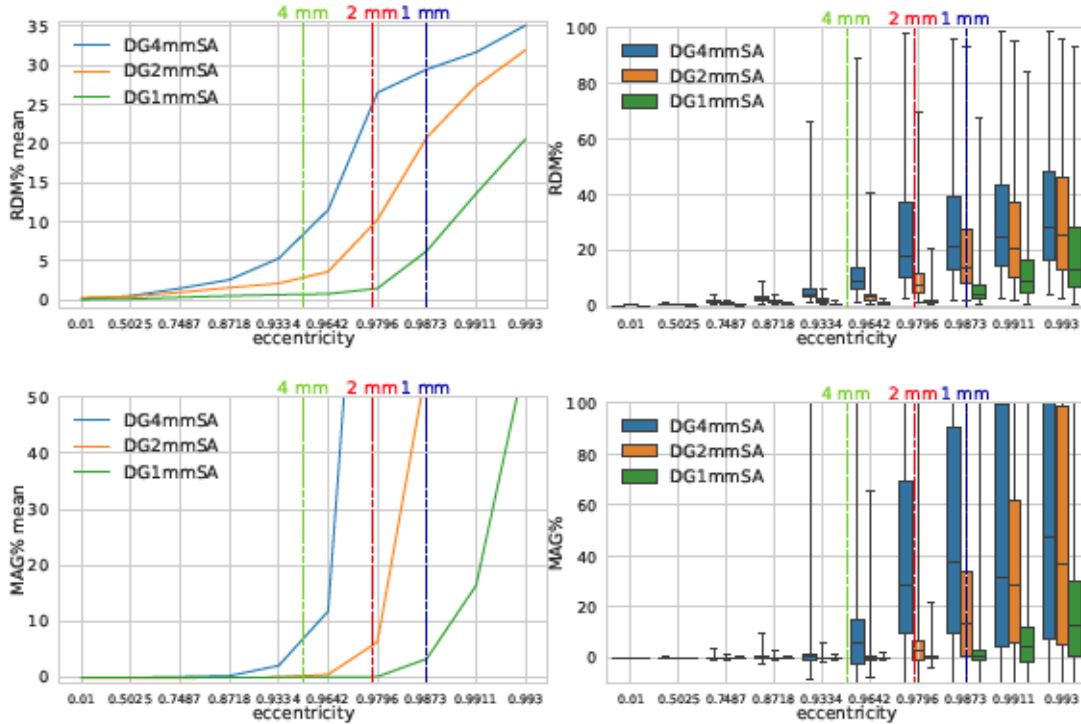 4 mm 2 mm 1 mm
35
30
25
20
15
10
5
0
RDM% mean
DG4mmSA
DG2mmSA
DG1mmSA
0.01 0.5025 0.7487 0.8718 0.9334 0.9642 0.9796 0.9873 0.9911 0.993
eccentricity
4 mm 2 mm 1 mm
100
80
60
40
20
0
RDM%
DG4mmSA
DG2mmSA
DG1mmSA
0.01 0.5025 0.7487 0.8718 0.9334 0.9642 0.9796 0.9873 0.9911 0.993
eccentricity
4 mm 2 mm 1 mm
50
40
30
20
10
0
MAG% mean
DG4mmSA
DG2mmSA
DG1mmSA
0.01 0.5025 0.7487 0.8718 0.9334 0.9642 0.9796 0.9873 0.9911 0.993
eccentricity
4 mm 2 mm 1 mm
100
80
60
40
20
0
MAG%
DG4mmSA
DG2mmSA
DG1mmSA
0.01 0.5025 0.7487 0.8718 0.9334 0.9642 0.9796 0.9873 0.9911 0.993
eccentricity